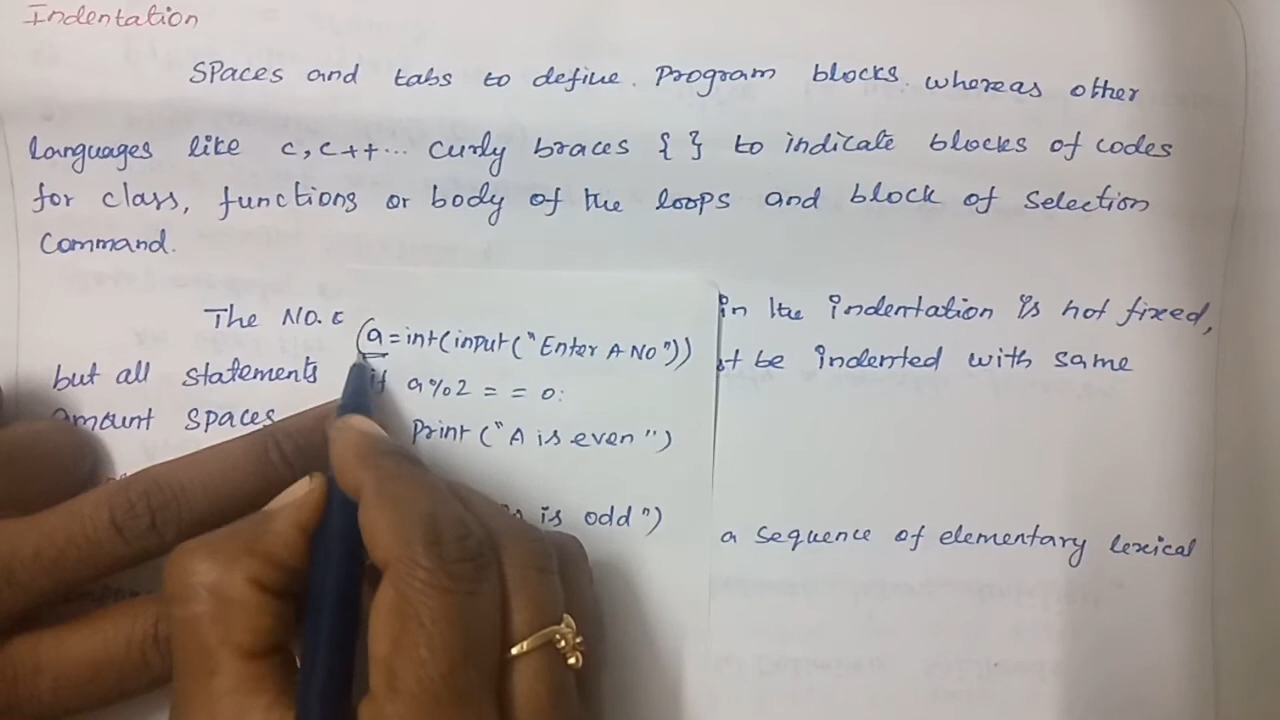 Indentation
Spaces and tabs to define. Program blocks. whereas other
languages like c, c++... curly braces { } to indicate blocks of codes
for class, functions or body of the loops and block of selection
Command.
The No. in the indentation is not fixed,
but all statements be indented with same
amount spaces
(a = int(input("Enter A No"))
if a%2 = = 0:
Print ("A is even")
is odd")
a sequence of elementary lexical